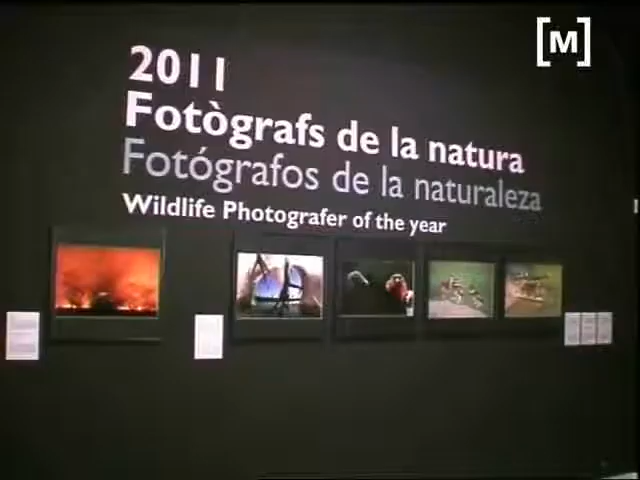 [M]
2011
Fotògrafs de la natura
Fotógrafos de la naturaleza
Wildlife Photografer of the year